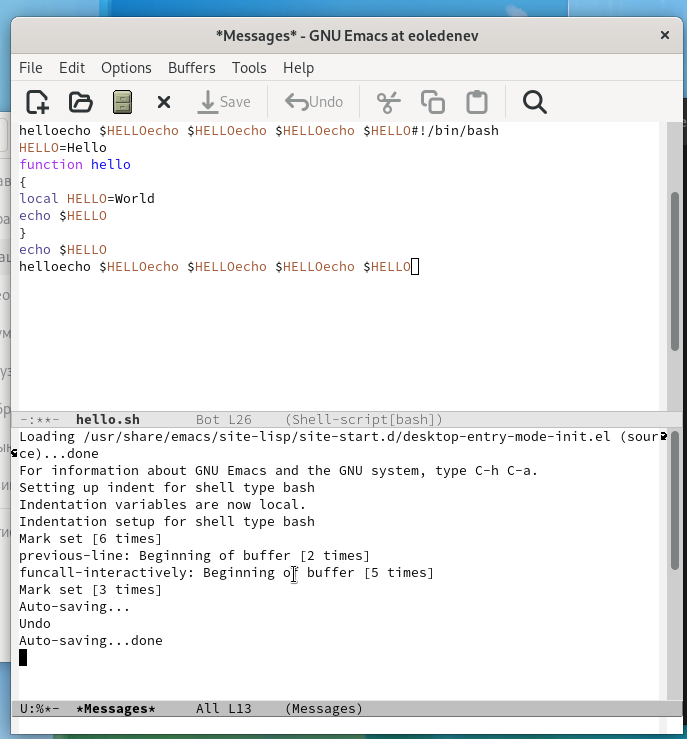 *Messages* - GNU Emacs at eoledenev
File Edit Options Buffers Tools Help
Save Undo
helloecho $HELLOecho $HELLOecho $HELLOecho $HELLO#!/bin/bash
HELLO=Hello
function hello
{
local HELLO=World
echo $HELLO
}
echo $HELLO
helloecho $HELLOecho $HELLOecho $HELLOecho $HELLO
-:**- hello.sh Bot L26 (Shell-script[bash])
Loading /usr/share/emacs/site-lisp/site-start.d/desktop-entry-mode-init.el (sour
ce)...done
For information about GNU Emacs and the GNU system, type C-h C-a.
Setting up indent for shell type bash
Indentation variables are now local.
Indentation setup for shell type bash
Mark set [6 times]
previous-line: Beginning of buffer [2 times]
funcall-interactively: Beginning of buffer [5 times]
Mark set [3 times]
Auto-saving...
Undo
Auto-saving...done
U:%*- *Messages* All L13 (Messages)